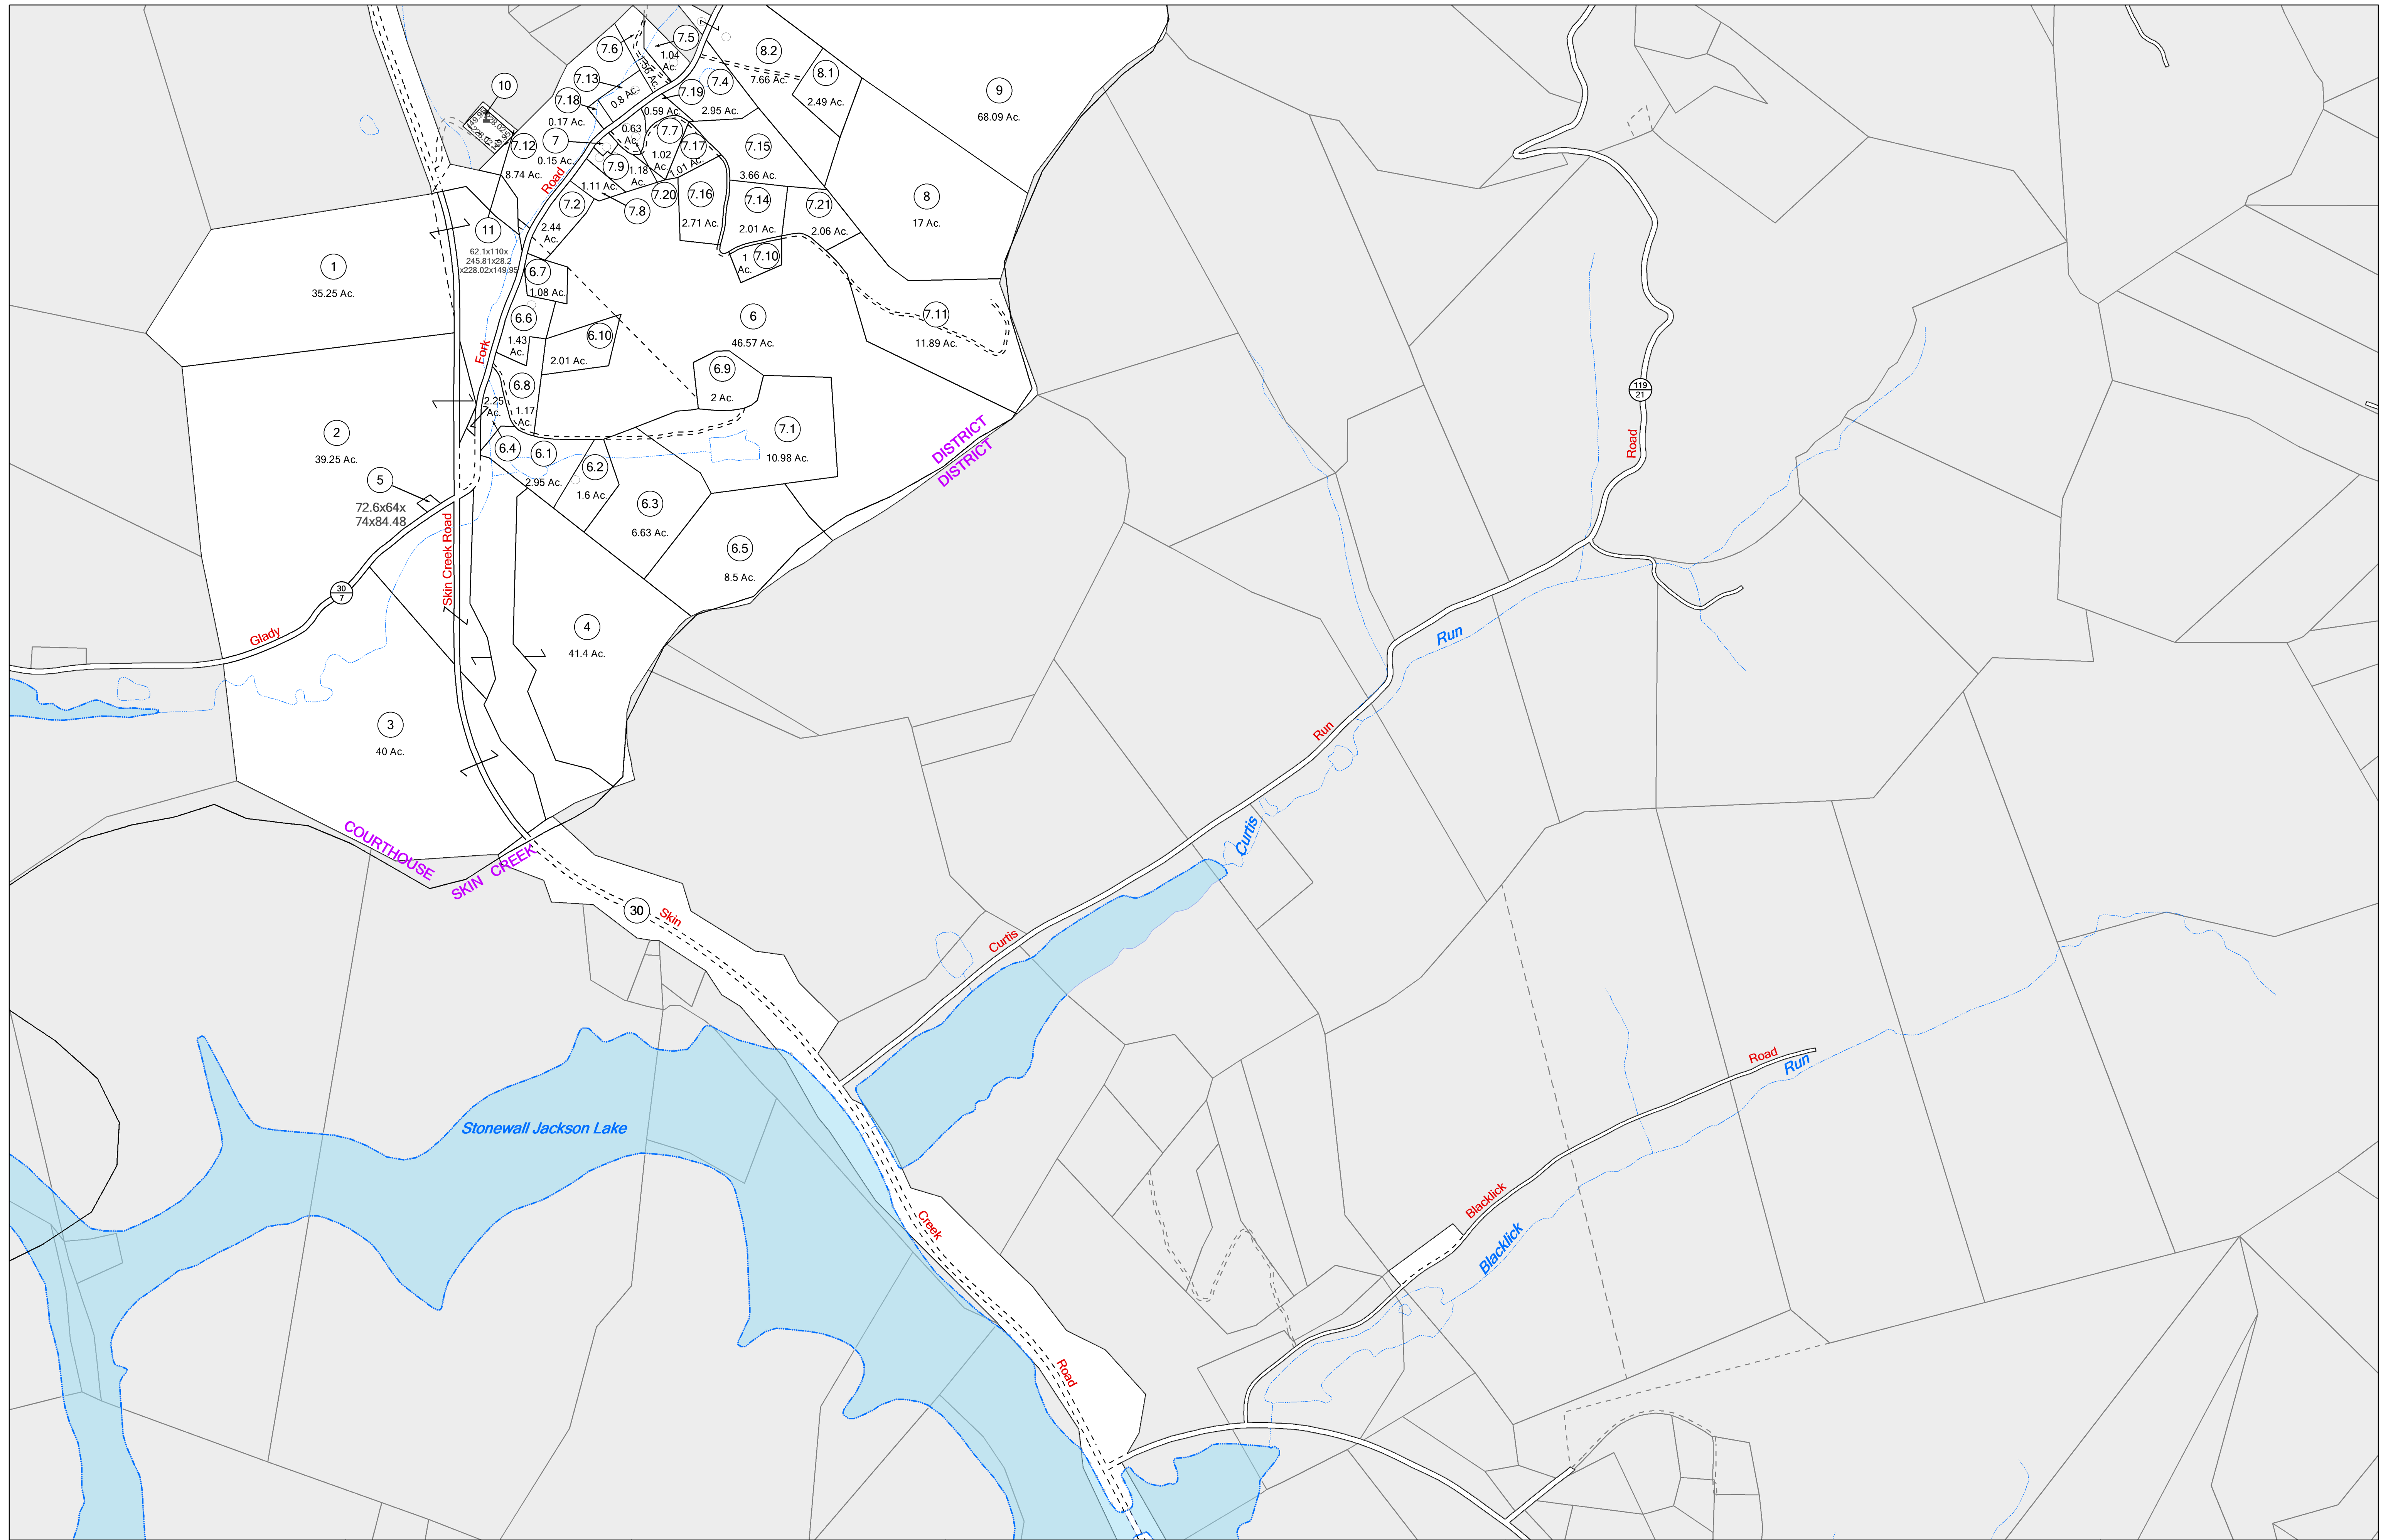 7.6
7.5
1.04
Ac.
1.56 Ac.
8.2
7.66 Ac.
8.1
2.49 Ac.
9
68.09 Ac.
10
7.13
0.8 Ac.
7.18
0.17 Ac.
7.19
0.59 Ac.
7.4
2.95 Ac.
7.12
8.74 Ac.
7
0.15 Ac.
0.63
Ac.
7.7
1.02
Ac.
7.17
1.01 Ac.
7.15
3.66 Ac.
7.9
1.18
Ac.
1.11 Ac.
7.8
7.20
7.16
2.71 Ac.
7.14
2.01 Ac.
7.21
2.06 Ac.
8
17 Ac.
Road
7.2
2.44
Ac.
11
62.1x110x
245.81x28.2
x228.02x149.95
1
35.25 Ac.
6.7
1.08 Ac.
7.10
1
Ac.
6.6
1.43
Ac.
6.10
2.01 Ac.
6
46.57 Ac.
7.11
11.89 Ac.
Fork
6.8
1.17
Ac.
2.25
Ac.
6.9
2 Ac.
7.1
10.98 Ac.
2
39.25 Ac.
5
72.6x64x
74x84.48
6.4
6.1
2.95 Ac.
6.2
1.6 Ac.
6.3
6.63 Ac.
6.5
8.5 Ac.
DISTRICT
DISTRICT
119
21
Road
Skin Creek Road
30
7
Glady
4
41.4 Ac.
3
40 Ac.
Run
Run
Curtis
COURTHOUSE
SKIN CREEK
30
Skin
Curtis
Stonewall Jackson Lake
Creek
Road
Road
Run
Blacklick
Blacklick